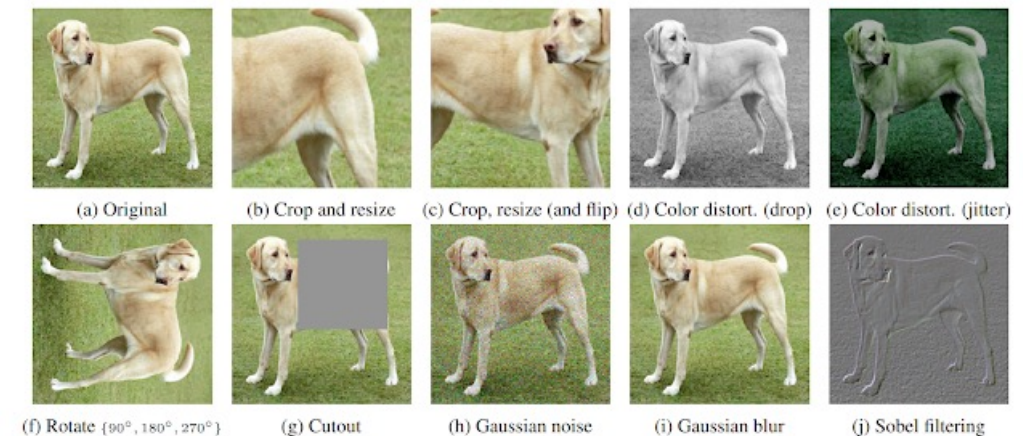 (a) Original
(b) Crop and resize
(c) Crop, resize (and flip)
(d) Color distort. (drop)
(e) Color distort. (jitter)
(f) Rotate {90°, 180°, 270°}
(g) Cutout
(h) Gaussian noise
(i) Gaussian blur
(j) Sobel filtering